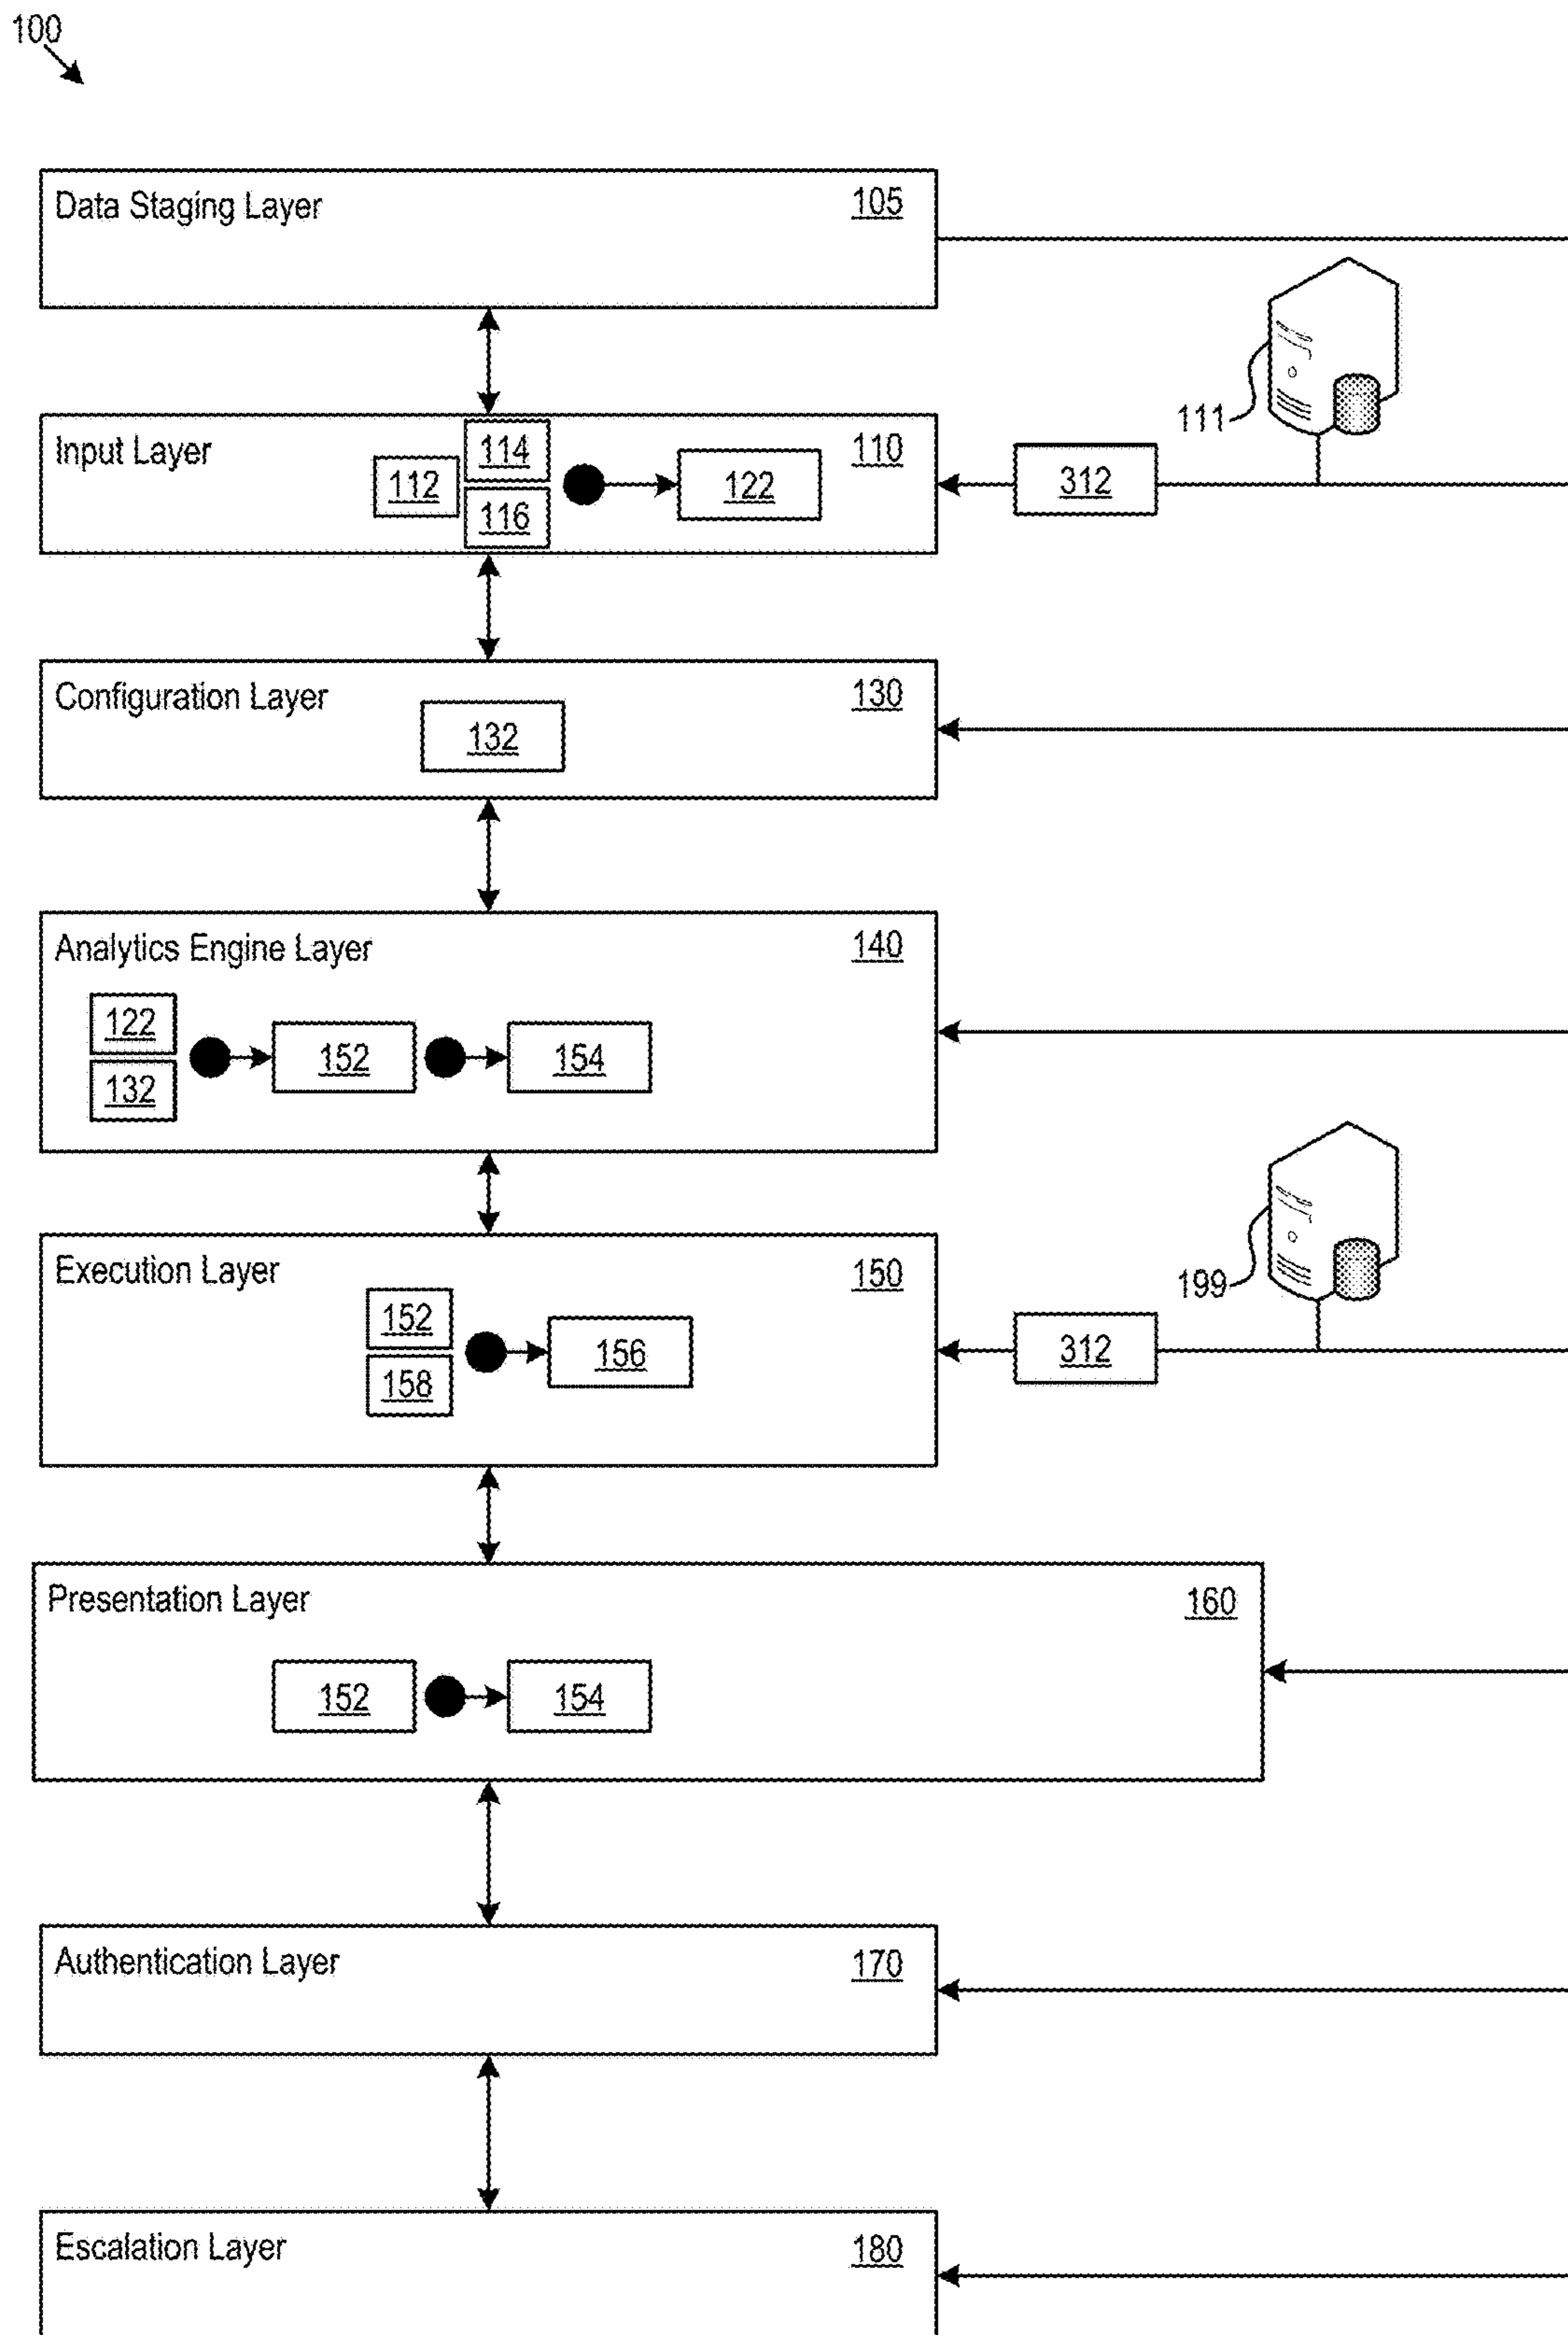 100
Data Staging Layer 105
111
Input Layer 112 114 116 122 110 312
Configuration Layer 132 130
Analytics Engine Layer 140
122 132 152 154
199
Execution Layer 150
152 158 156 312
Presentation Layer 160
152 154
Authentication Layer 170
Escalation Layer 180